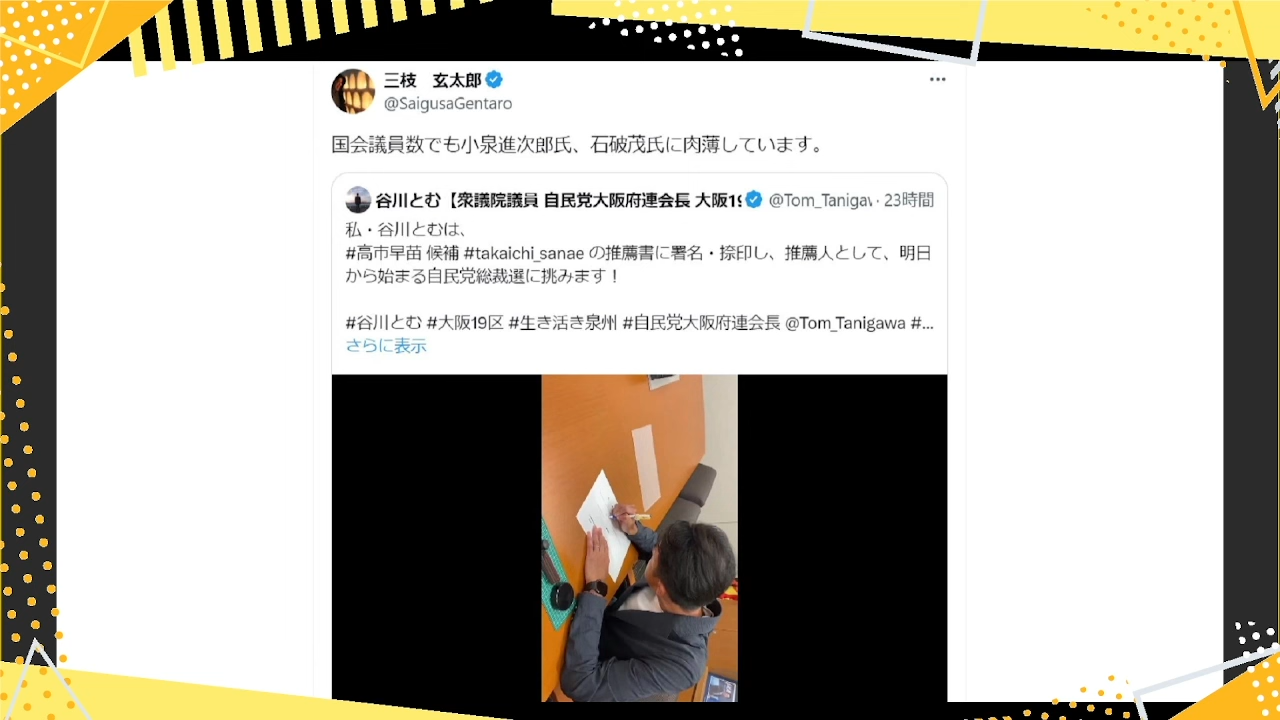 三枝 玄太郎
@SaigusaGentaro
国会議員数でも小泉進次郎氏、石破茂氏に肉薄しています。
谷川とむ【衆議院議員 自民党大阪府連会長 大阪19 @Tom_Tanigaw · 23時間
私・谷川とむは、
#高市早苗 候補 #takaichi_sanae の推薦書に署名・捺印し、推薦人として、明日
から始まる自民党総裁選に挑みます！
#谷川とむ #大阪19区 #生き活き泉州 #自民党大阪府連会長 @Tom_Tanigawa #...
さらに表示